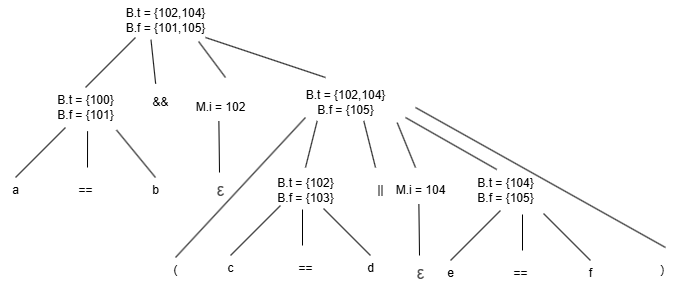 B.t = {102,104}
B.f = {101,105}
B.t = {100}
B.f = {101}
&&
M.i = 102
B.t = {102,104}
B.f = {105}
a
==
b
ε
B.t = {102}
B.f = {103}
||
M.i = 104
B.t = {104}
B.f = {105}
(
c
==
d
ε
e
==
f
)